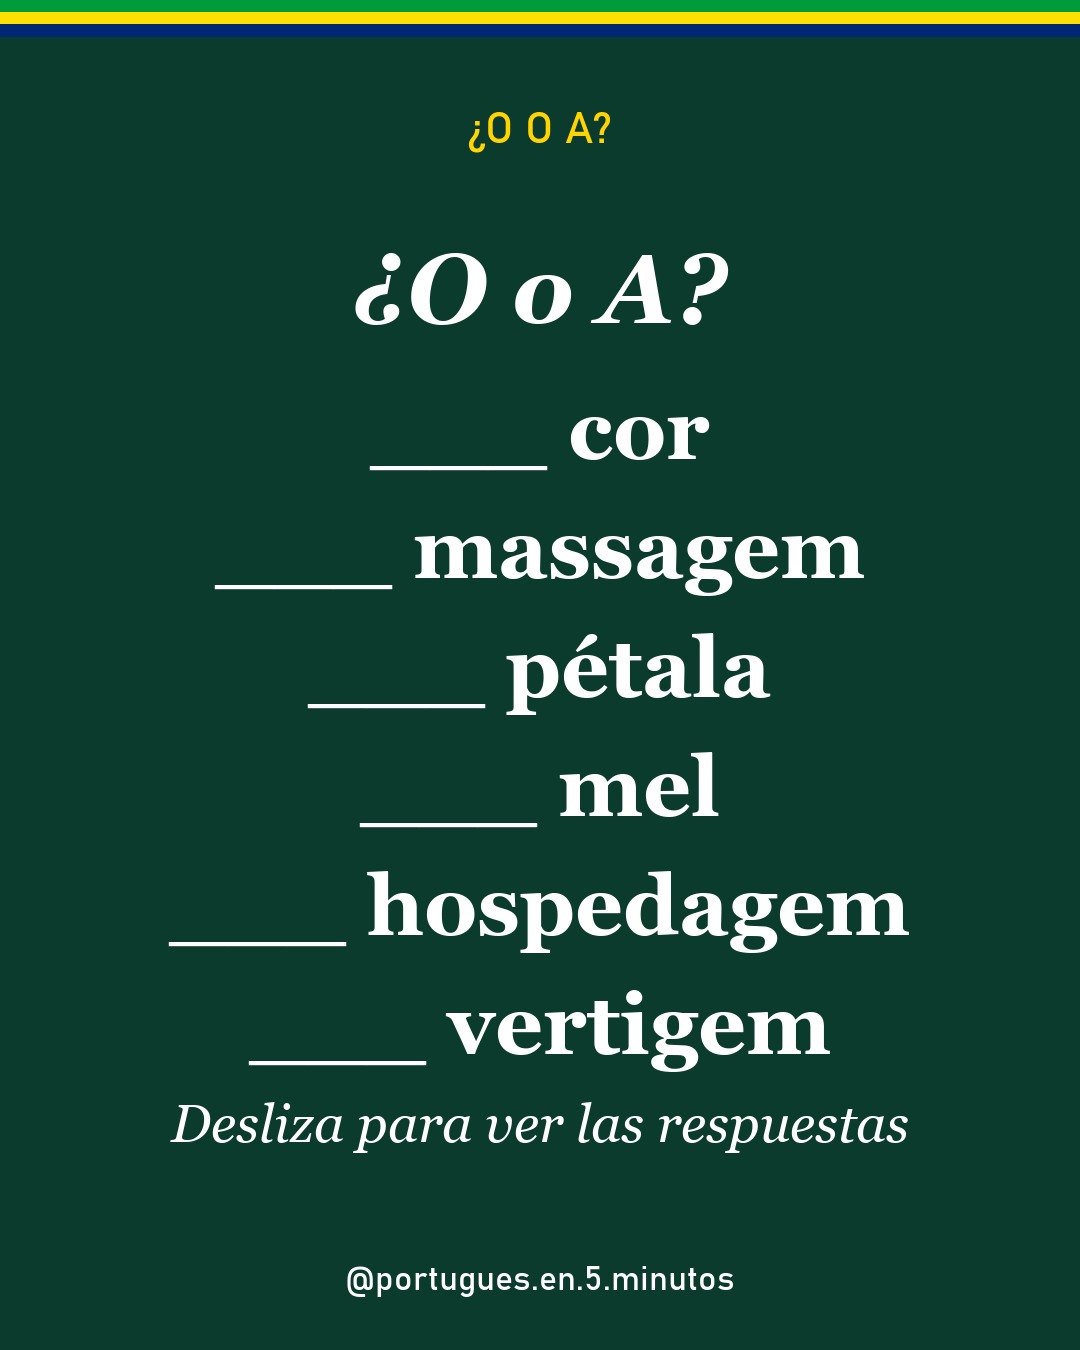 ¿O O A?
¿O o A?
____ cor
____ massagem
____ pétala
____ mel
____ hospedagem
____ vertigem
Desliza para ver las respuestas
@portugues.en.5.minutos